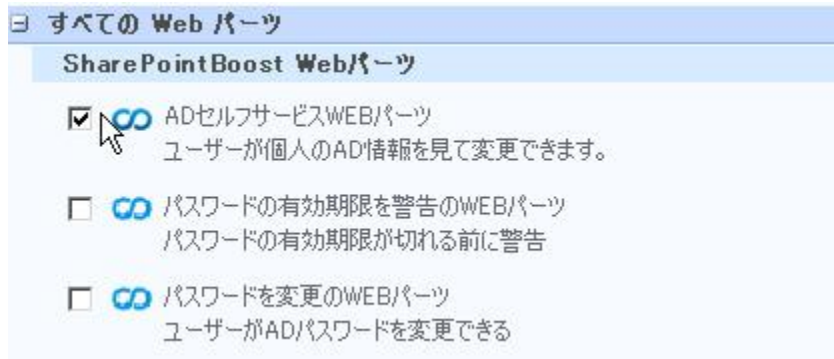 すべての Web パーツ
SharePointBoost Webパーツ
ADセルフサービスWEBパーツ
ユーザーが個人のAD情報を見て変更できます。
パスワードの有効期限を警告のWEBパーツ
パスワードの有効期限が切れる前に警告
パスワードを変更のWEBパーツ
ユーザーがADパスワードを変更できる